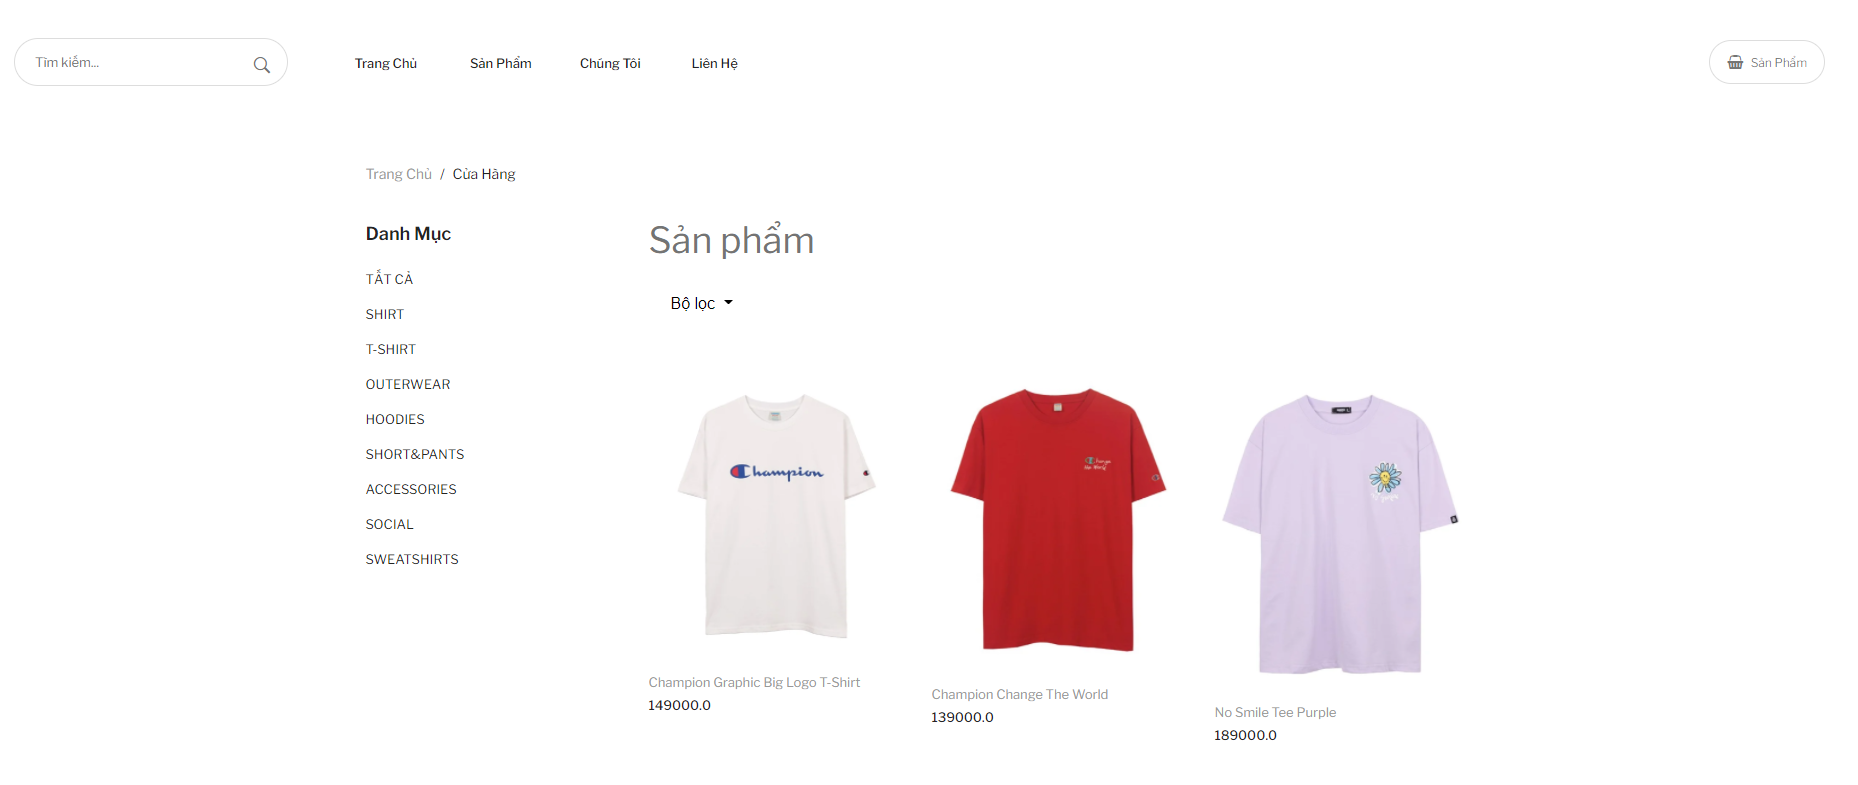 Tìm kiếm...
Trang Chủ
Sản Phẩm
Chúng Tôi
Liên Hệ
Sản Phẩm
Trang Chủ / Cửa Hàng
Danh Mục
TẤT CẢ
SHIRT
T-SHIRT
OUTERWEAR
HOODIES
SHORT&PANTS
ACCESSORIES
SOCIAL
SWEATSHIRTS
Sản phẩm
Bộ lọc
Champion
Champion Graphic Big Logo T-Shirt
149000.0
the World
Champion Change The World
139000.0
No Smile Tee Purple
189000.0